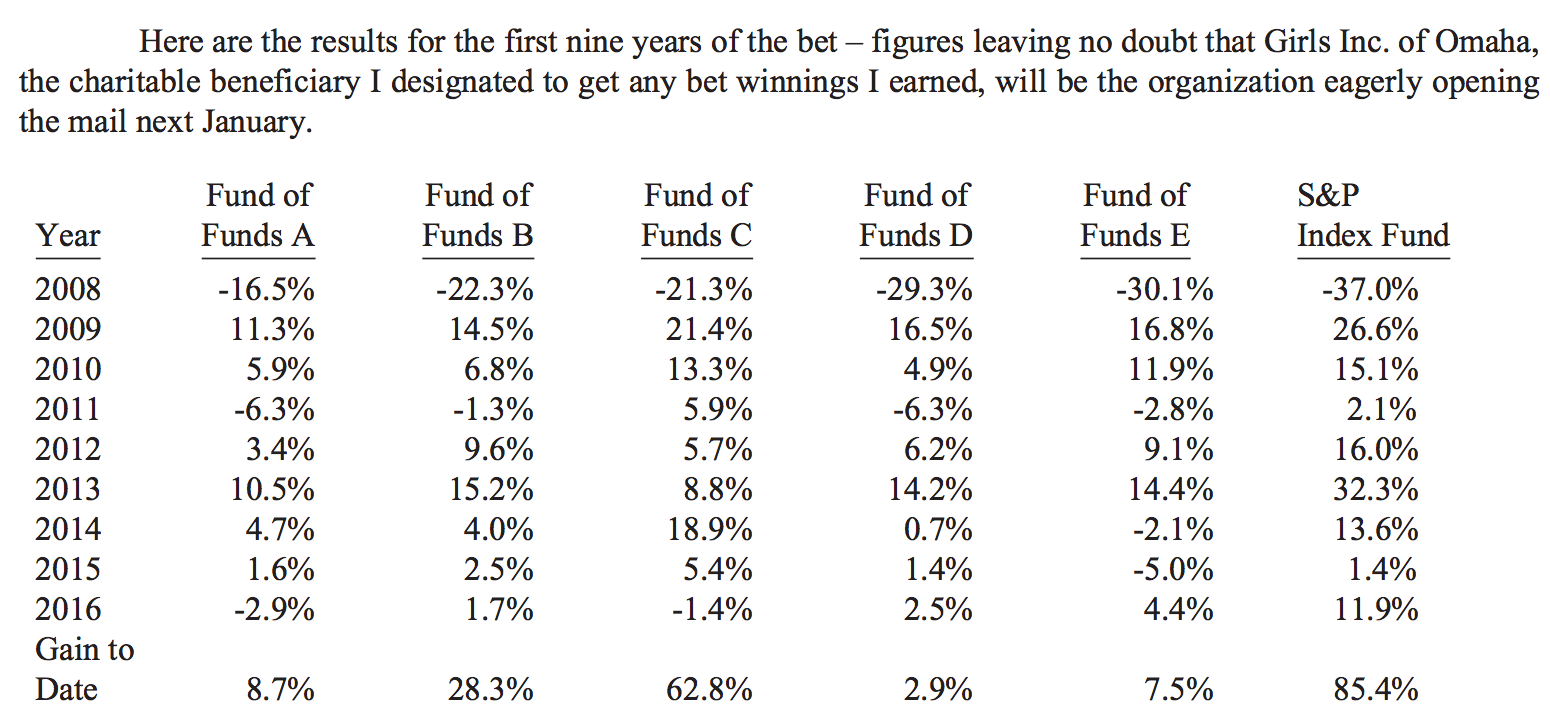 Here are the results for the first nine years of the bet – figures leaving no doubt that Girls Inc. of Omaha,
the charitable beneficiary I designated to get any bet winnings I earned, will be the organization eagerly opening
the mail next January.
Fund of Fund of Fund of Fund of Fund of S&P
Year Funds A Funds B Funds C Funds D Funds E Index Fund
2008 -16.5% -22.3% -21.3% -29.3% -30.1% -37.0%
2009 11.3% 14.5% 21.4% 16.5% 16.8% 26.6%
2010 5.9% 6.8% 13.3% 4.9% 11.9% 15.1%
2011 -6.3% -1.3% 5.9% -6.3% -2.8% 2.1%
2012 3.4% 9.6% 5.7% 6.2% 9.1% 16.0%
2013 10.5% 15.2% 8.8% 14.2% 14.4% 32.3%
2014 4.7% 4.0% 18.9% 0.7% -2.1% 13.6%
2015 1.6% 2.5% 5.4% 1.4% -5.0% 1.4%
2016 -2.9% 1.7% -1.4% 2.5% 4.4% 11.9%
Gain to
Date 8.7% 28.3% 62.8% 2.9% 7.5% 85.4%